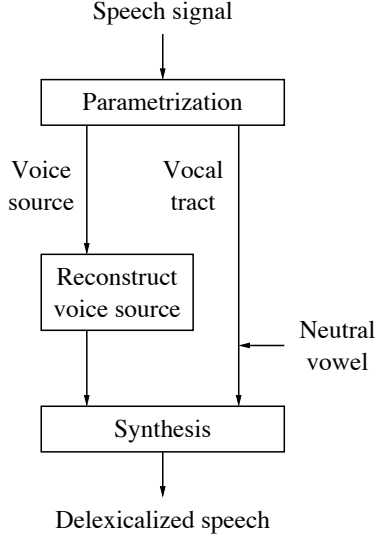 Speech signal
Parametrization
Voice
source
Vocal
tract
Reconstruct
voice source
Neutral
vowel
Synthesis
Delexicalized speech